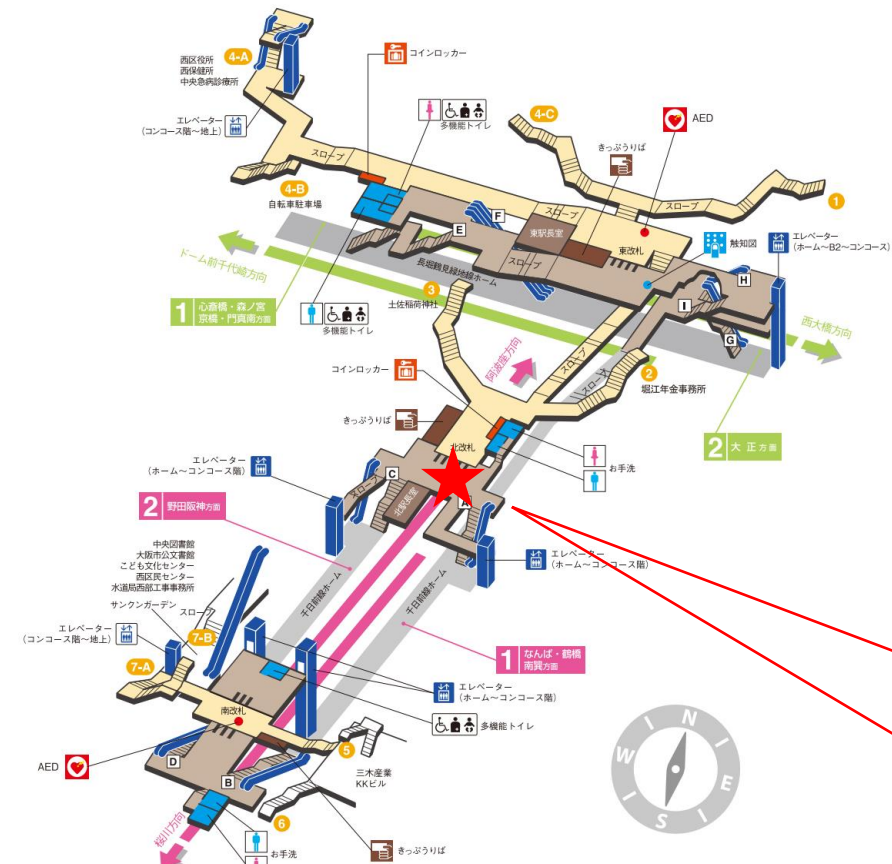 4-A
西区役所
西保健所
中央急病診療所
コインロッカー
エレベーター
(コンコース階〜地上)
多機能トイレ
4-C
AED
きっぷうりば
スロープ
4-B
自転車駐車場
スロープ
スロープ
1
F
E
東駅長室
東改札
触知図
エレベーター
(ホーム〜B2〜コンコース)
ドーム前千代崎方向
長堀鶴見緑地線ホーム
スロープ
H
3
土佐稲荷神社
I
G
西大橋方向
1 心斎橋・森ノ宮
京橋・門真南方面
多機能トイレ
阿波座方向
スロープ
スロープ
2
堀江年金事務所
コインロッカー
きっぷうりば
北改札
2 大正方面
お手洗
エレベーター
(ホーム〜コンコース階)
C
スロープ
北駅長室
A
2 野田阪神方面
エレベーター
(ホーム〜コンコース階)
中央図書館
大阪市公文書館
こども文化センター
西区民センター
水道局西部工事事務所
サンクンガーデン
スロープ
千日前線ホーム
千日前線ホーム
エレベーター
(コンコース階〜地上)
7-B
7-A
1 なんば・鶴橋
南巽方面
エレベーター
(ホーム〜コンコース階)
南改札
多機能トイレ
N
E
S
W
I
I
I
I
AED
D
B
5
三木産業
KKビル
6
桜川方向
お手洗
きっぷうりば